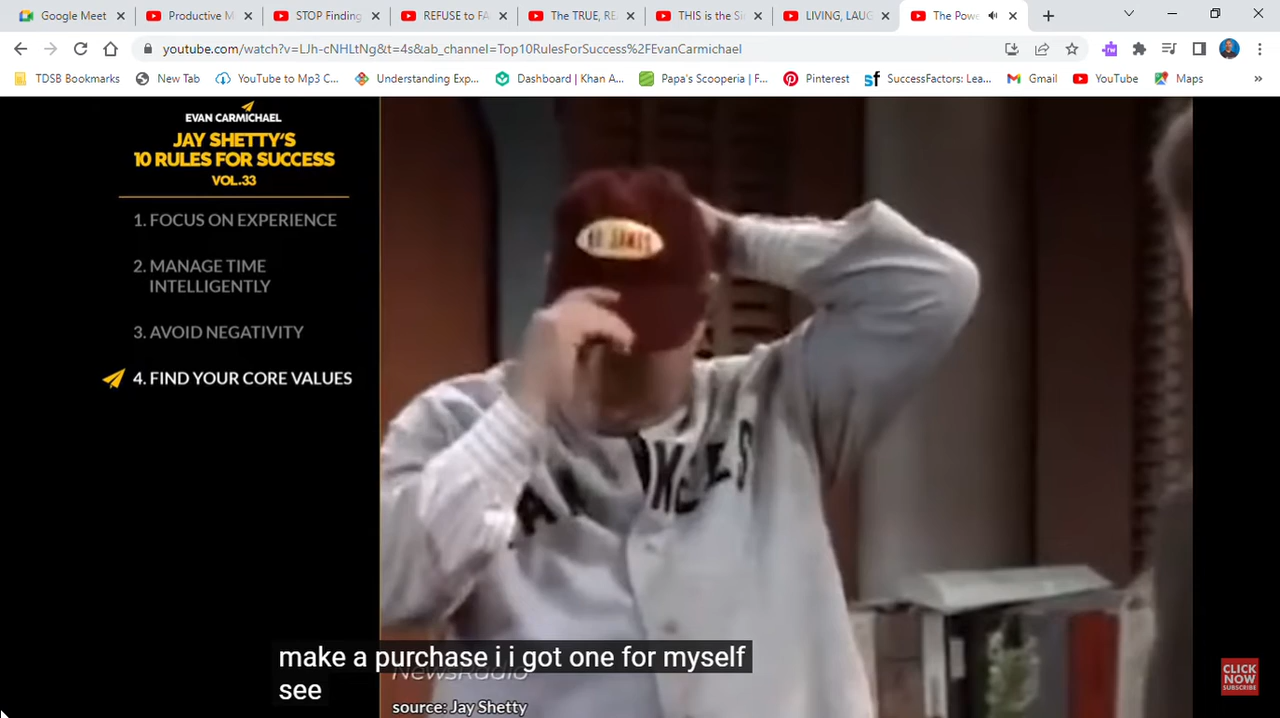 Google Meet
Productive M
STOP Finding
REFUSE to FA
The TRUE, RE
THIS is the Si
LIVING, LAUG
The Powe
youtube.com/watch?v=LJh-cNHLtNg&t=4s&ab_channel=Top10RulesForSuccess%2FEvanCarmichael
TDSB Bookmarks
New Tab
YouTube to Mp3 C...
Understanding Exp...
Dashboard | Khan A...
Papa's Scooperia | F...
Pinterest
SuccessFactors: Lea...
Gmail
YouTube
Maps
EVAN CARMICHAEL
JAY SHETTY'S
10 RULES FOR SUCCESS
VOL.33
1. FOCUS ON EXPERIENCE
2. MANAGE TIME
INTELLIGENTLY
3. AVOID NEGATIVITY
4. FIND YOUR CORE VALUES
make a purchase i i got one for myself
see
NewsRadio
source: Jay Shetty
CLICK
NOW
SUBSCRIBE